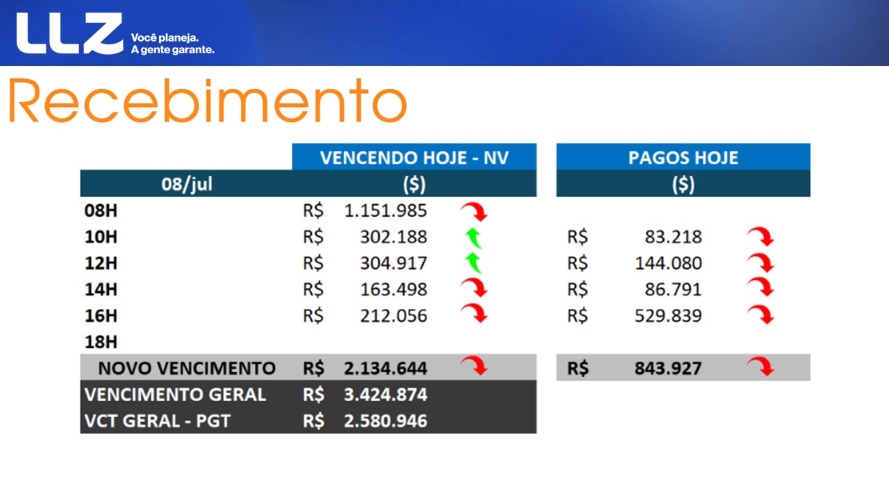 LLZ
Você planeja.
A gente garante.
Recebimento
VENCENDO HOJE - NV PAGOS HOJE
08/jul ($) ($)
08H R$ 1.151.985
10H R$ 302.188 R$ 83.218
12H R$ 304.917 R$ 144.080
14H R$ 163.498 R$ 86.791
16H R$ 212.056 R$ 529.839
18H
NOVO VENCIMENTO R$ 2.134.644 R$ 843.927
VENCIMENTO GERAL R$ 3.424.874
VCT GERAL - PGT R$ 2.580.946